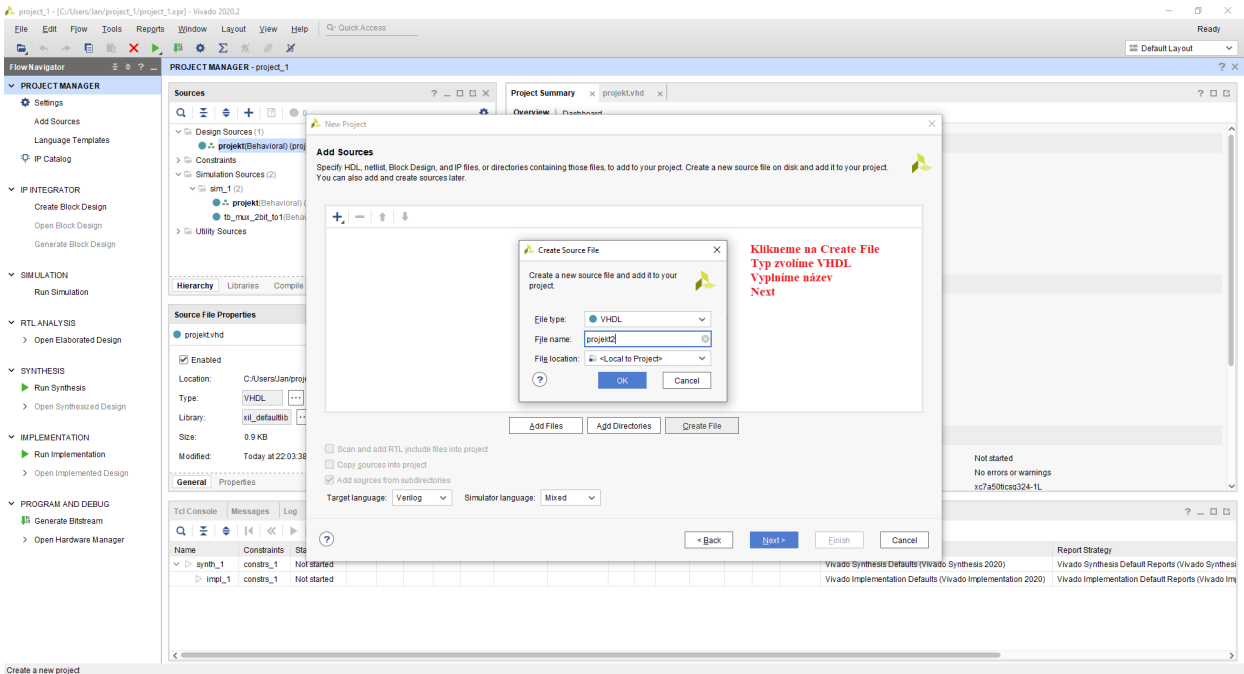 project_1 - [C:/Users/Jan/project_1/project_1.xpr] - Vivado 2020.2
File Edit Flow Tools Reports Window Layout View Help Q- Quick Access
Ready
Default Layout
Flow Navigator
PROJECT MANAGER - project_1
PROJECT MANAGER
Settings
Add Sources
Language Templates
IP Catalog
IP INTEGRATOR
Create Block Design
Open Block Design
Generate Block Design
SIMULATION
Run Simulation
RTL ANALYSIS
Open Elaborated Design
SYNTHESIS
Run Synthesis
Open Synthesized Design
IMPLEMENTATION
Run Implementation
Open Implemented Design
PROGRAM AND DEBUG
Generate Bitstream
Open Hardware Manager
Sources
Design Sources (1)
projekt(Behavioral) (proj
Constraints
Simulation Sources (2)
sim_1 (2)
projekt(Behavioral) (
tb_mux_2bit_to1(Beha
Utility Sources
Hierarchy Libraries Compile
Source File Properties
projekt.vhd
Enabled
Location: C:/Users/Jan/proje
Type: VHDL
Library: xil_defaultlib
Size: 0.9 KB
Modified: Today at 22:03:38
General Properties
Project Summary projekt.vhd
Overview | Dashboard
New Project
Add Sources
Specify HDL, netlist, Block Design, and IP files, or directories containing those files, to add to your project. Create a new source file on disk and add it to your project.
You can also add and create sources later.
Create Source File
Create a new source file and add it to your
project.
File type: VHDL
File name: projekt2
File location: <Local to Project>
OK Cancel
Klikneme na Create File
Typ zvolíme VHDL
Vyplníme název
Next
Add Files Add Directories Create File
Scan and add RTL include files into project
Copy sources into project
Add sources from subdirectories
Target language: Verilog Simulator language: Mixed
< Back Next > Finish Cancel
Not started
No errors or warnings
xc7a50ticsg324-1L
Tcl Console Messages Log
Name Constraints Sta
Report Strategy
synth_1 constrs_1 Not started
Vivado Synthesis Defaults (Vivado Synthesis 2020) Vivado Synthesis Default Reports (Vivado Synthesi
impl_1 constrs_1 Not started
Vivado Implementation Defaults (Vivado Implementation 2020) Vivado Implementation Default Reports (Vivado Imp
Create a new project